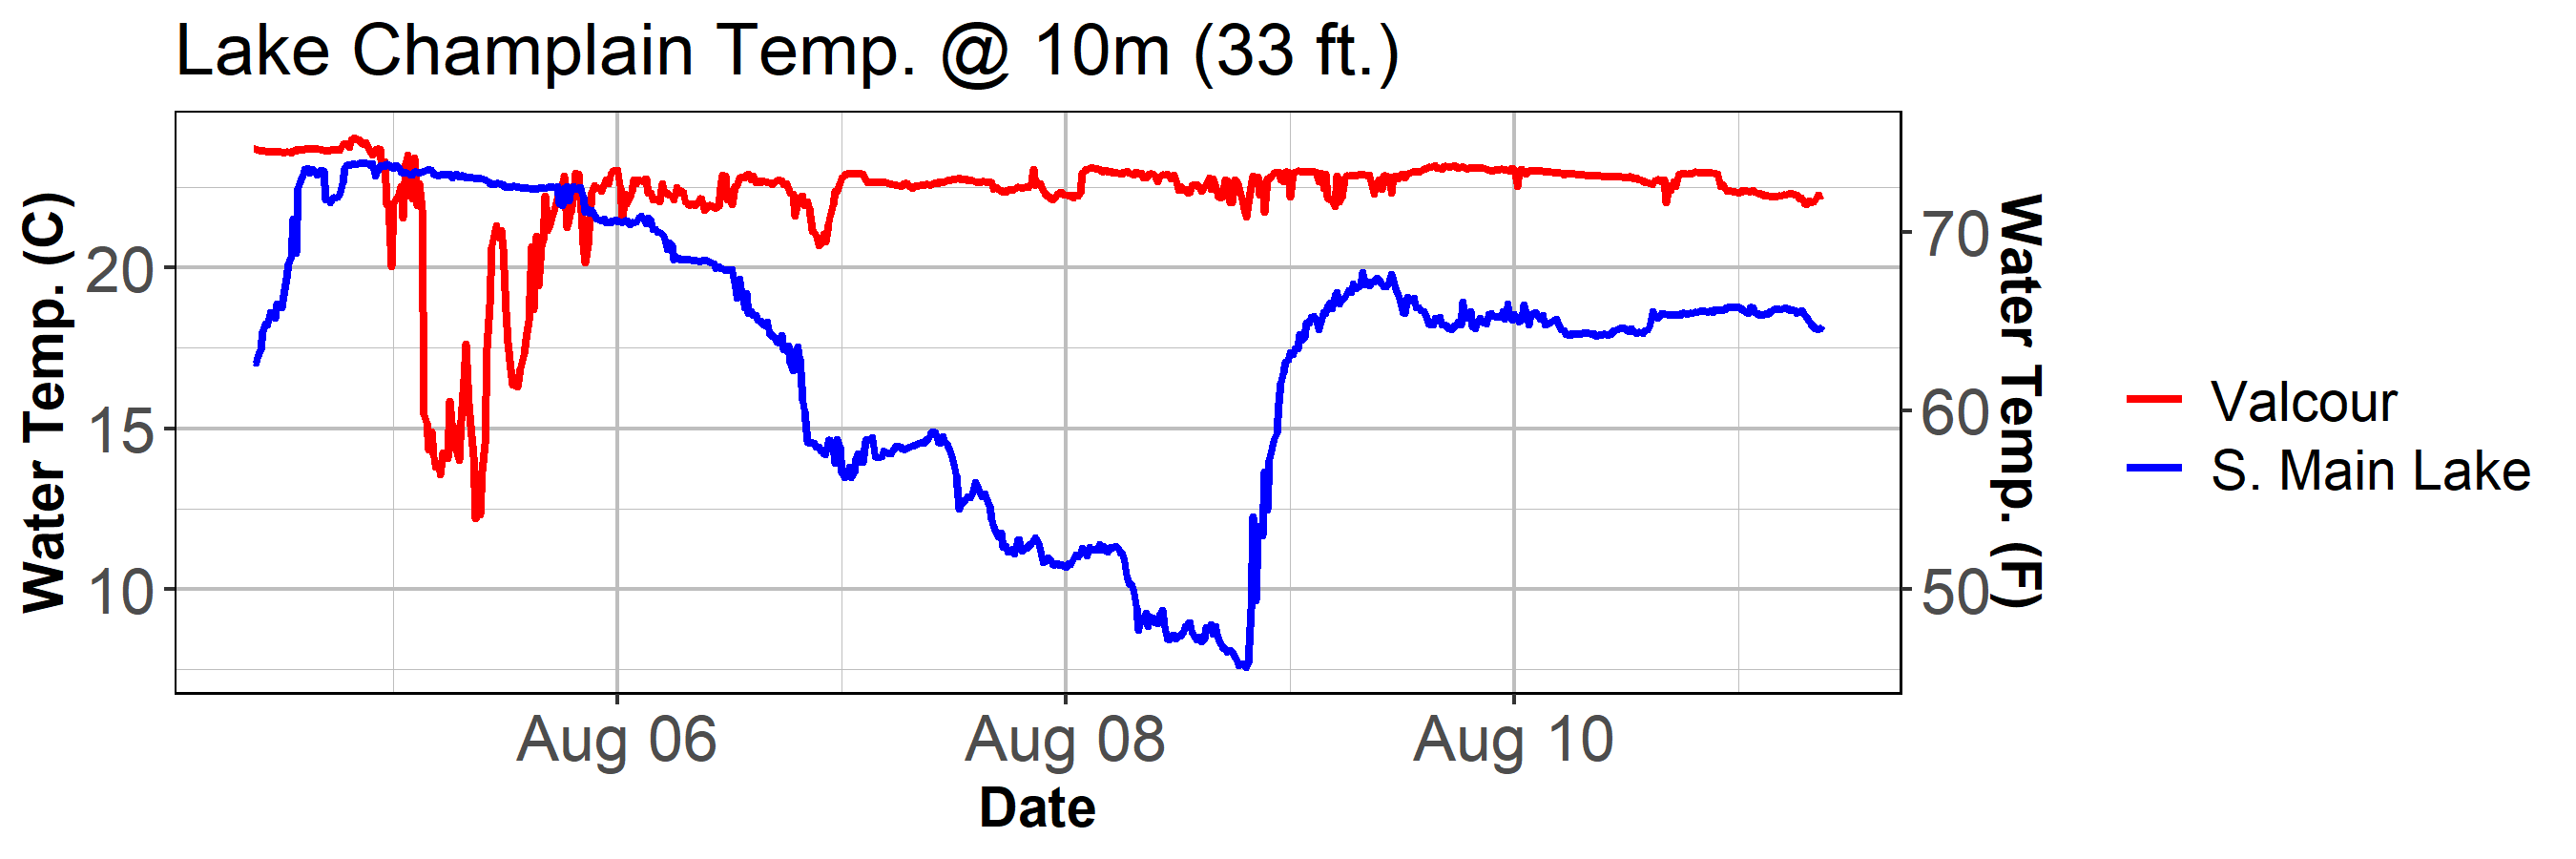 Lake Champlain Temp. @ 10m (33 ft.)
Water Temp. (C)
20
15
10
70
60
50
Water Temp. (F)
Aug 06
Aug 08
Aug 10
Date
Valcour
S. Main Lake